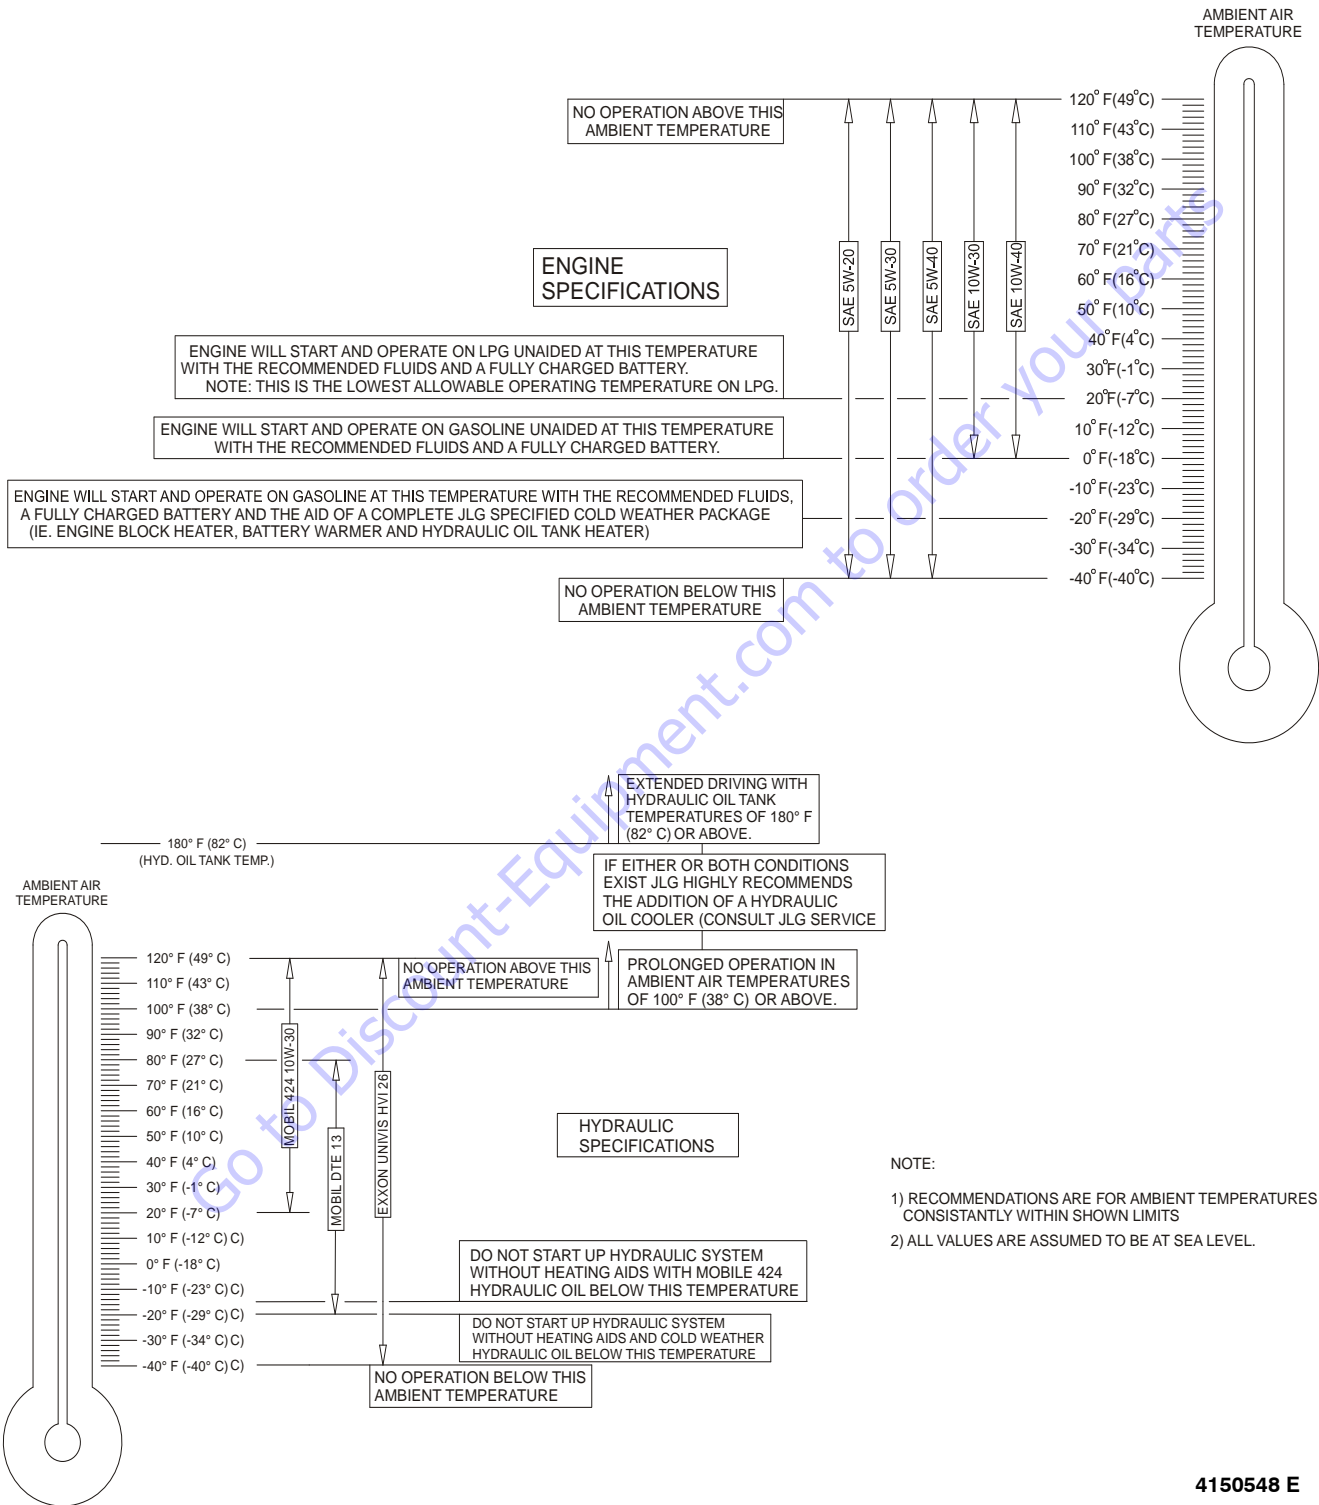 AMBIENT AIR
TEMPERATURE
NO OPERATION ABOVE THIS
AMBIENT TEMPERATURE
120° F(49°C)
110° F(43°C)
100° F(38°C)
90° F(32°C)
80° F(27°C)
70° F(21°C)
60° F(16°C)
50° F(10°C)
40°F(4°C)
30°F(-1°C)
20°F(-7°C)
10° F(-12°C)
0° F(-18°C)
-10° F(-23°C)
-20° F(-29°C)
-30° F(-34°C)
-40° F(-40°C)
SAE 5W-20
SAE 5W-30
SAE 5W-40
SAE 10W-30
SAE 10W-40
ENGINE
SPECIFICATIONS
ENGINE WILL START AND OPERATE ON LPG UNAIDED AT THIS TEMPERATURE
WITH THE RECOMMENDED FLUIDS AND A FULLY CHARGED BATTERY.
NOTE: THIS IS THE LOWEST ALLOWABLE OPERATING TEMPERATURE ON LPG.
ENGINE WILL START AND OPERATE ON GASOLINE UNAIDED AT THIS TEMPERATURE
WITH THE RECOMMENDED FLUIDS AND A FULLY CHARGED BATTERY.
ENGINE WILL START AND OPERATE ON GASOLINE AT THIS TEMPERATURE WITH THE RECOMMENDED FLUIDS,
A FULLY CHARGED BATTERY AND THE AID OF A COMPLETE JLG SPECIFIED COLD WEATHER PACKAGE
(IE. ENGINE BLOCK HEATER, BATTERY WARMER AND HYDRAULIC OIL TANK HEATER)
NO OPERATION BELOW THIS
AMBIENT TEMPERATURE
Go to Discount-Equipment.com to order your parts
EXTENDED DRIVING WITH
HYDRAULIC OIL TANK
TEMPERATURES OF 180° F
(82° C) OR ABOVE.
180° F (82° C)
(HYD. OIL TANK TEMP.)
IF EITHER OR BOTH CONDITIONS
EXIST JLG HIGHLY RECOMMENDS
THE ADDITION OF A HYDRAULIC
OIL COOLER (CONSULT JLG SERVICE
AMBIENT AIR
TEMPERATURE
120° F (49° C)
110° F (43° C)
100° F (38° C)
90° F (32° C)
80° F (27° C)
70° F (21° C)
60° F (16° C)
50° F (10° C)
40° F (4° C)
30° F (-1° C)
20° F (-7° C)
10° F (-12° C) C)
0° F (-18° C)
-10° F (-23° C) C)
-20° F (-29° C) C)
-30° F (-34° C) C)
-40° F (-40° C) C)
MOBIL 424 10W-30
MOBIL DTE 13
EXXON UNIVIS HVI 26
NO OPERATION ABOVE THIS
AMBIENT TEMPERATURE
PROLONGED OPERATION IN
AMBIENT AIR TEMPERATURES
OF 100° F (38° C) OR ABOVE.
HYDRAULIC
SPECIFICATIONS
DO NOT START UP HYDRAULIC SYSTEM
WITHOUT HEATING AIDS WITH MOBILE 424
HYDRAULIC OIL BELOW THIS TEMPERATURE
DO NOT START UP HYDRAULIC SYSTEM
WITHOUT HEATING AIDS AND COLD WEATHER
HYDRAULIC OIL BELOW THIS TEMPERATURE
NO OPERATION BELOW THIS
AMBIENT TEMPERATURE
NOTE:
1) RECOMMENDATIONS ARE FOR AMBIENT TEMPERATURES
CONSISTANTLY WITHIN SHOWN LIMITS
2) ALL VALUES ARE ASSUMED TO BE AT SEA LEVEL.
4150548 E